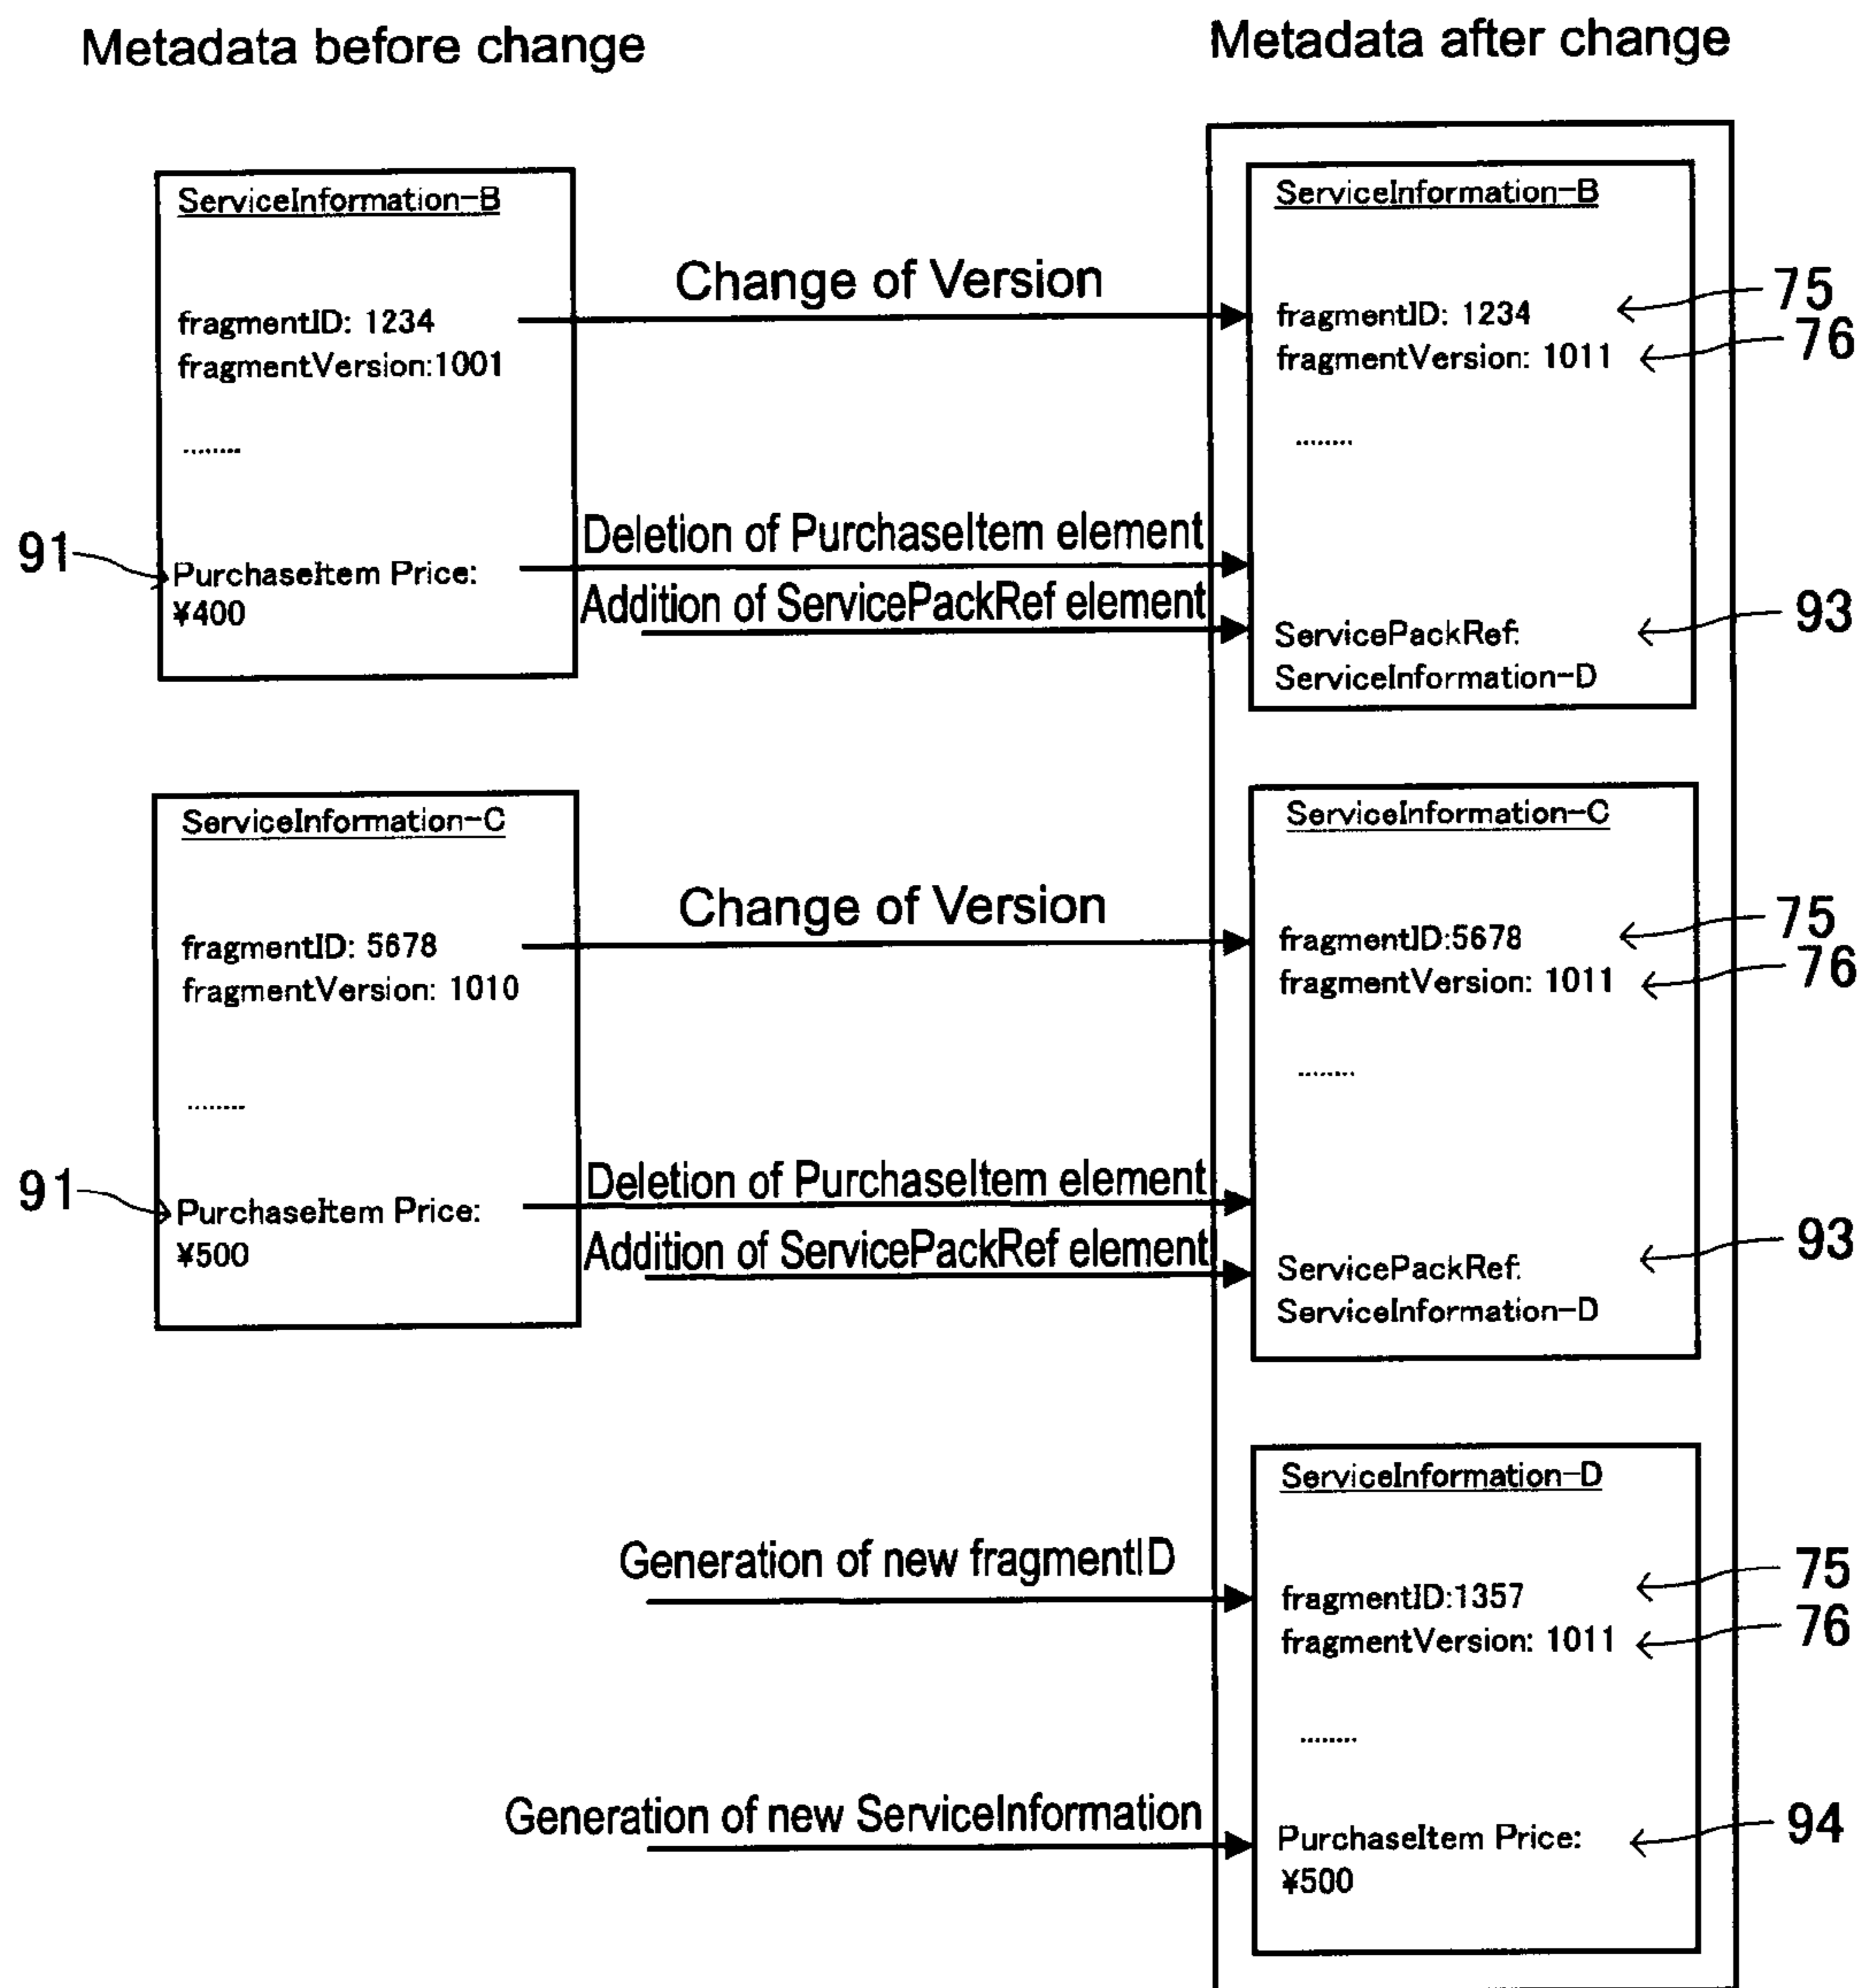 Metadata before change
Metadata after change
ServiceInformation-B
fragmentID: 1234
fragmentVersion:1001
........
91
PurchaseItem Price:
¥400
Change of Version
Deletion of PurchaseItem element
Addition of ServicePackRef element
ServiceInformation-B
fragmentID: 1234
75
fragmentVersion: 1011
76
........
ServicePackRef:
93
ServiceInformation-D
ServiceInformation-C
fragmentID: 5678
fragmentVersion: 1010
........
91
PurchaseItem Price:
¥500
Change of Version
Deletion of PurchaseItem element
Addition of ServicePackRef element
ServiceInformation-C
fragmentID:5678
75
fragmentVersion: 1011
76
........
ServicePackRef:
93
ServiceInformation-D
Generation of new fragmentID
Generation of new ServiceInformation
ServiceInformation-D
fragmentID:1357
75
fragmentVersion: 1011
76
........
PurchaseItem Price:
94
¥500